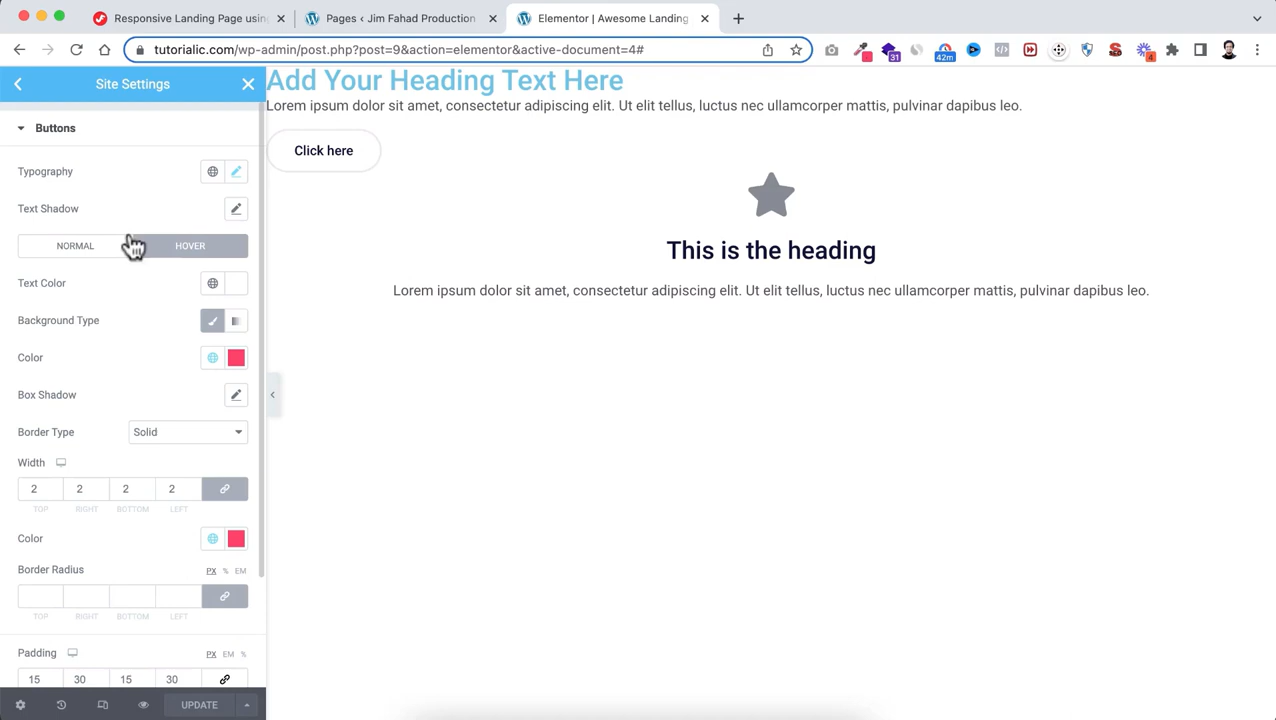 Responsive Landing Page usin
Pages ‹ Jim Fahad Production
Elementor | Awesome Landing
tutorialic.com/wp-admin/post.php?post=9&action=elementor&active-document=4#
31
42m
4
Site Settings
Buttons
Typography
Text Shadow
NORMAL
HOVER
Text Color
Background Type
Color
Box Shadow
Border Type
Solid
Width
2 2 2 2
TOP RIGHT BOTTOM LEFT
Color
Border Radius
PX % EM
TOP RIGHT BOTTOM LEFT
Padding
PX EM %
15 30 15 30
UPDATE
Add Your Heading Text Here
Lorem ipsum dolor sit amet, consectetur adipiscing elit. Ut elit tellus, luctus nec ullamcorper mattis, pulvinar dapibus leo.
Click here
This is the heading
Lorem ipsum dolor sit amet, consectetur adipiscing elit. Ut elit tellus, luctus nec ullamcorper mattis, pulvinar dapibus leo.